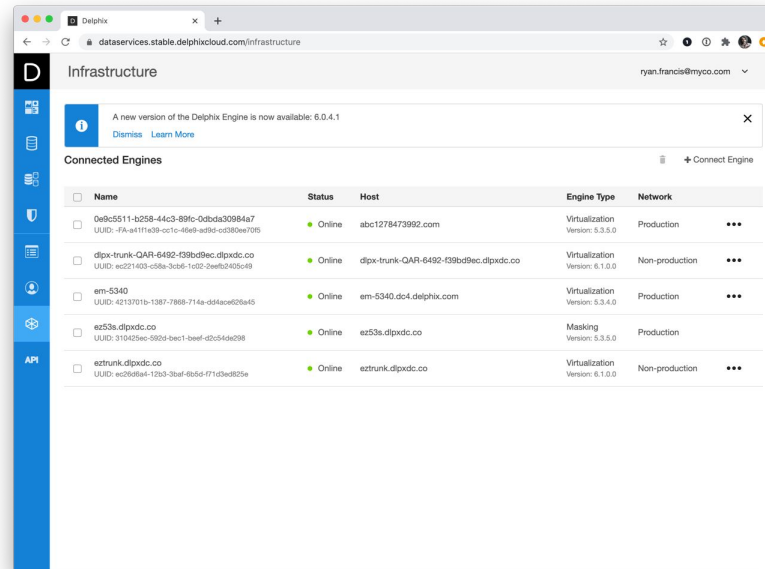 D Delphix
dataservices.stable.delphixcloud.com/infrastructure
D
Infrastructure
ryan.francis@myco.com
A new version of the Delphix Engine is now available: 6.0.4.1
Dismiss Learn More
Connected Engines
+ Connect Engine
Name Status Host Engine Type Network
0e9c5511-b258-44c3-89fc-0dbda30984a7
UUID: -FA-a41f1e39-cc1c-46e9-ad9d-cd380ee70f5
Online abc1278473992.com Virtualization Production
Version: 5.3.5.0
dlpx-trunk-QAR-6492-f39bd9ec.dlpxdc.co
UUID: ec221403-c58a-3cb6-1c02-2eefb2405c49
Online dlpx-trunk-QAR-6492-f39bd9ec.dlpxdc.co Virtualization Non-production
Version: 6.1.0.0
em-5340
UUID: 4213701b-1387-7868-714a-dd4ace626a45
Online em-5340.dc4.delphix.com Virtualization Production
Version: 5.3.4.0
ez53s.dlpxdc.co
UUID: 310425ec-592d-bec1-beef-d2c54de298
Online ez53s.dlpxdc.co Masking Production
Version: 5.3.5.0
eztrunk.dlpxdc.co
UUID: ec26d6a4-12b3-3baf-6b5d-f71d3ed825e
Online eztrunk.dlpxdc.co Virtualization Non-production
Version: 6.1.0.0
API